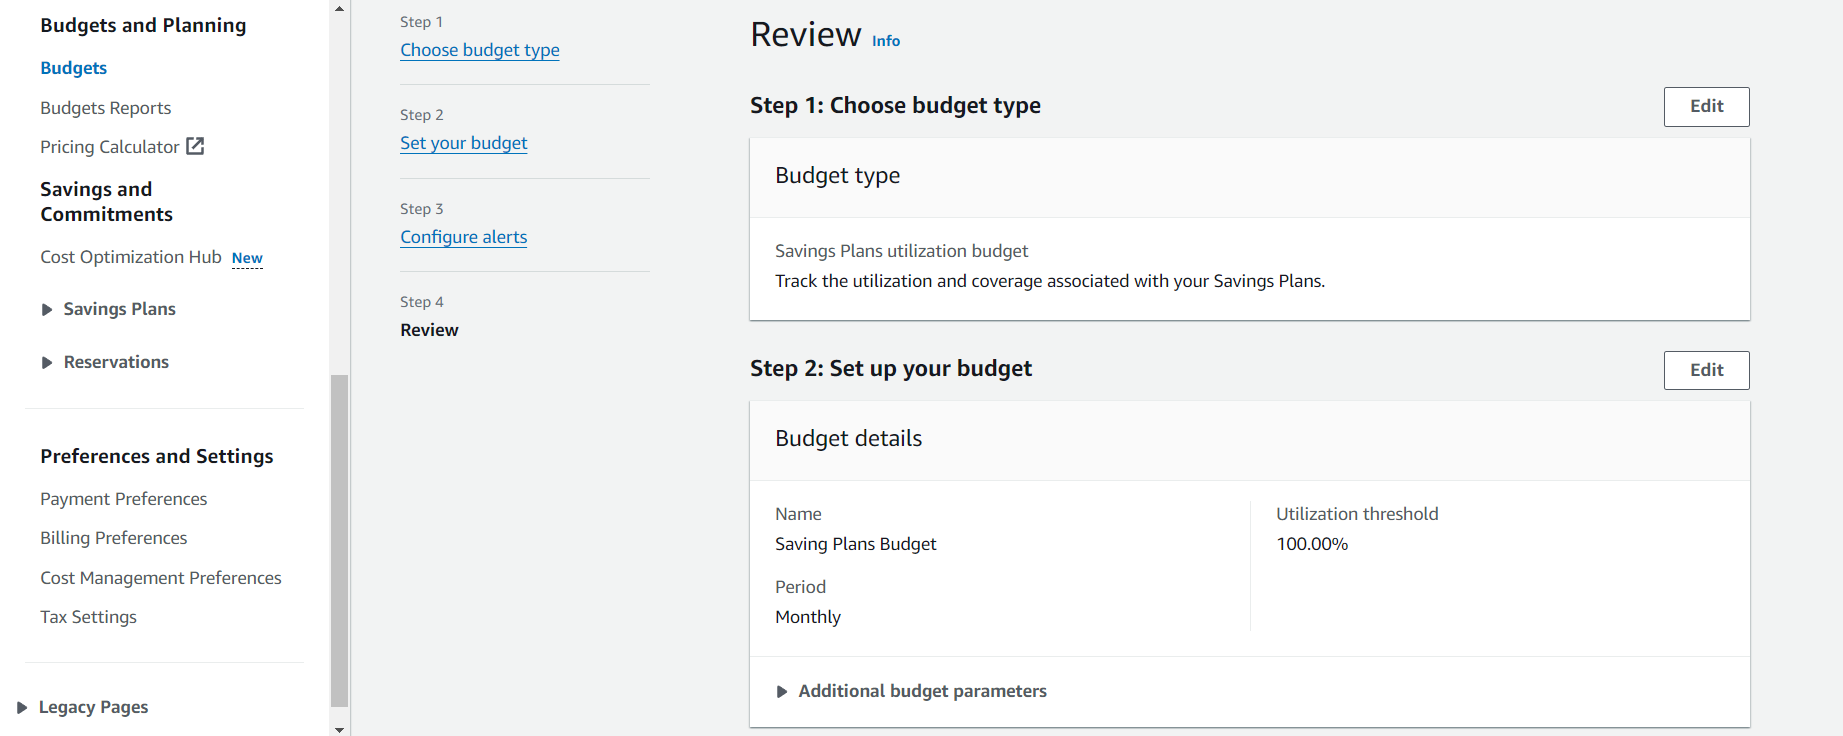 Budgets and Planning
Budgets
Budgets Reports
Pricing Calculator
Savings and
Commitments
Cost Optimization Hub New
Savings Plans
Reservations
Preferences and Settings
Payment Preferences
Billing Preferences
Cost Management Preferences
Tax Settings
Legacy Pages
Step 1
Choose budget type
Step 2
Set your budget
Step 3
Configure alerts
Step 4
Review
Review Info
Step 1: Choose budget type
Edit
Budget type
Savings Plans utilization budget
Track the utilization and coverage associated with your Savings Plans.
Step 2: Set up your budget
Edit
Budget details
Name
Saving Plans Budget
Period
Monthly
Utilization threshold
100.00%
Additional budget parameters